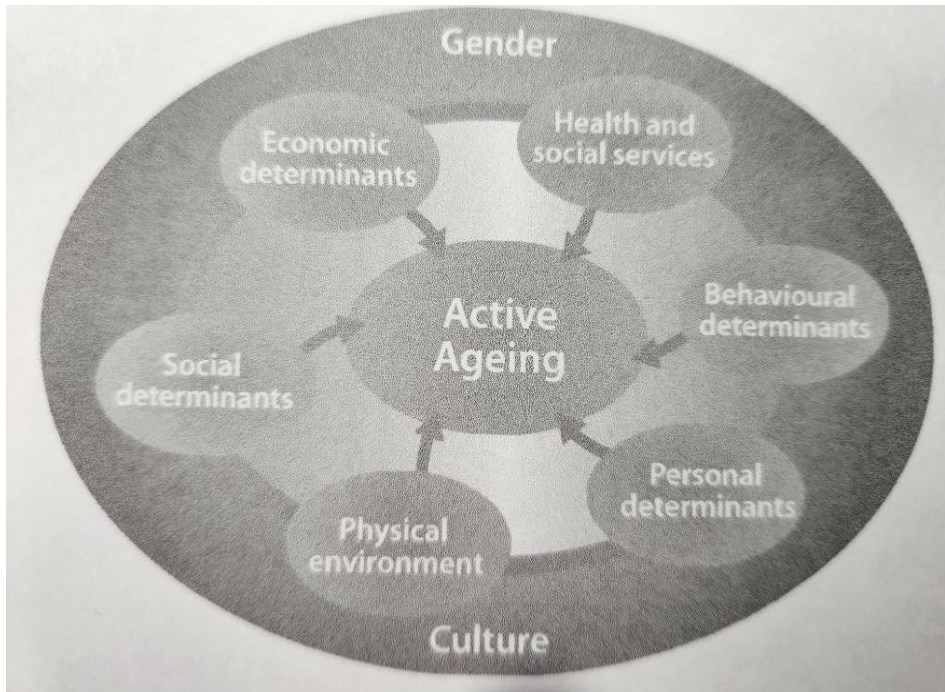 Gender
Economic
determinants
Health and
social services
Active
Ageing
Behavioural
determinants
Social
determinants
Personal
determinants
Physical
environment
Culture